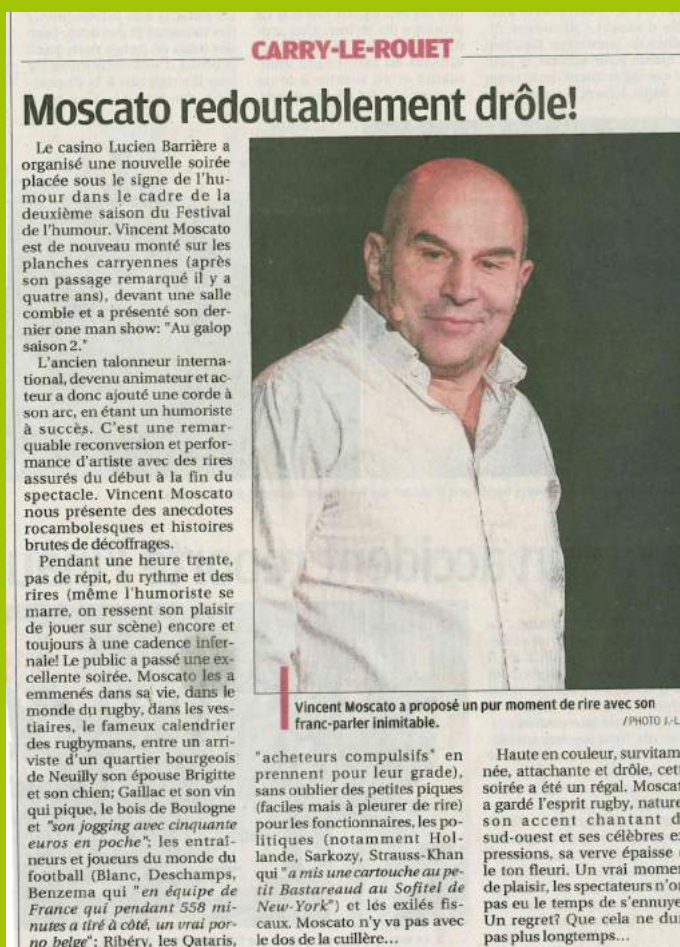 CARRY-LE-ROUET
Moscato redoutablement drôle!
Le casino Lucien Barrière a
organisé une nouvelle soirée
placée sous le signe de l'hu-
mour dans le cadre de la
deuxième saison du Festival
de l'humour. Vincent Moscato
est de nouveau monté sur les
planches carryennes (après
son passage remarqué il y a
quatre ans), devant une salle
comble et a présenté son der-
nier one man show: "Au galop
saison 2."
L'ancien talonneur interna-
tional, devenu animateur et ac-
teur a donc ajouté une corde à
son arc, en étant un humoriste
à succès. C'est une remar-
quable reconversion et perfor-
mance d'artiste avec des rires
assurés du début à la fin du
spectacle. Vincent Moscato
nous présente des anecdotes
rocambolesques et histoires
brutes de décoffrages.
Pendant une heure trente,
pas de répit, du rythme et des
rires (même l'humoriste se
marre, on ressent son plaisir
de jouer sur scène) encore et
toujours à une cadence infer-
nale! Le public a passé une ex-
cellente soirée. Moscato les a
emmenés dans sa vie, dans le
monde du rugby, dans les ves-
tiaires, le fameux calendrier
des rugbymans, entre un arri-
viste d'un quartier bourgeois
de Neuilly son épouse Brigitte
et son chien; Gaillac et son vin
qui pique, le bois de Boulogne
et "son jogging avec cinquante
euros en poche"; les entraî-
neurs et joueurs du monde du
football (Blanc, Deschamps,
Benzema qui "en équipe de
France qui pendant 558 mi-
nutes a tiré à côté, un vrai por-
no belge"; Ribéry, les Qataris,
Vincent Moscato a proposé un pur moment de rire avec son
franc-parler inimitable.
/PHOTO J.-L
"acheteurs compulsifs" en
prennent pour leur grade),
sans oublier des petites piques
(faciles mais à pleurer de rire)
pour les fonctionnaires, les po-
litiques (notamment Hol-
lande, Sarkozy, Strauss-Khan
qui "a mis une cartouche au pe-
tit Bastareaud au Sofitel de
New-York") et les exilés fis-
caux. Moscato n'y va pas avec
le dos de la cuillère...
Haute en couleur, survitam
née, attachante et drôle, cett
soirée a été un régal. Moscat
a gardé l'esprit rugby, nature
son accent chantant d
sud-ouest et ses célèbres ex
pressions, sa verve épaisse
le ton fleuri. Un vrai momen
de plaisir, les spectateurs n'on
pas eu le temps de s'ennuye
Un regret? Que cela ne dur
pas plus longtemps...